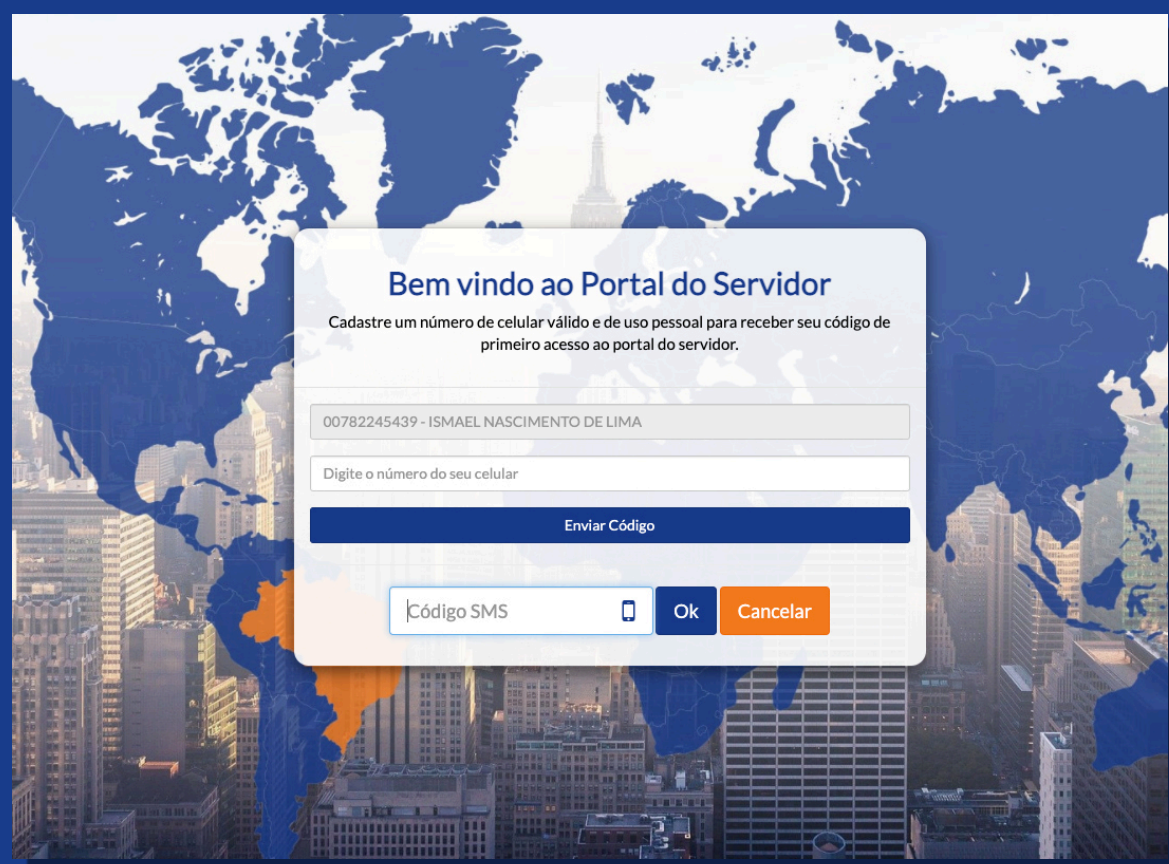 Bem vindo ao Portal do Servidor
Cadastre um número de celular válido e de uso pessoal para receber seu código de
primeiro acesso ao portal do servidor.
00782245439 - ISMAEL NASCIMENTO DE LIMA
Digite o número do seu celular
Enviar Código
Código SMS
Ok
Cancelar